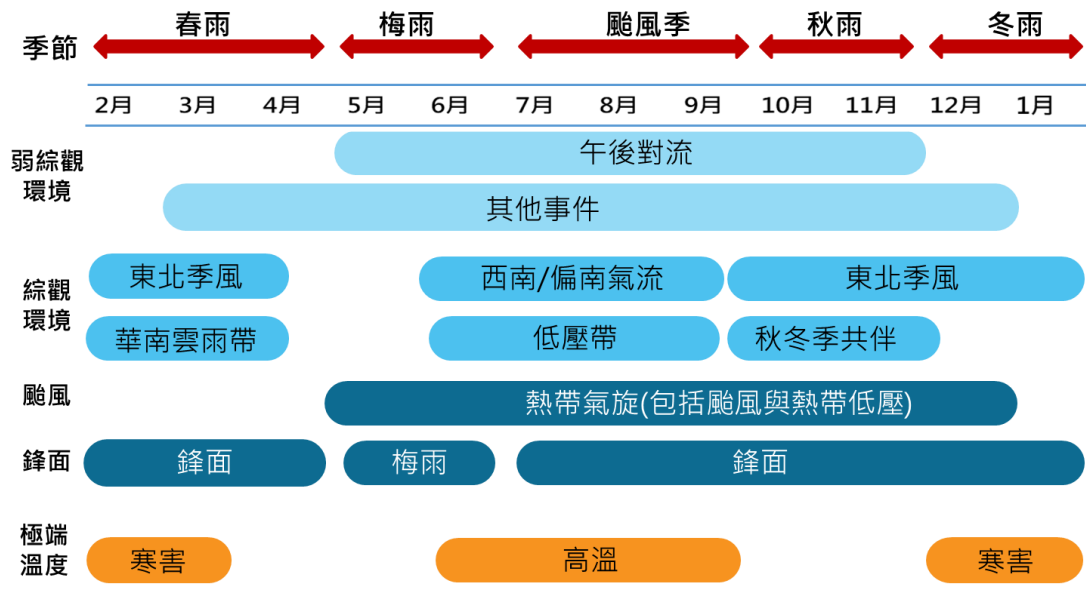 季節 春雨 梅雨 颱風季 秋雨 冬雨
2月 3月 4月 5月 6月 7月 8月 9月 10月 11月 12月 1月
弱綜觀
環境
午後對流
其他事件
綜觀
環境
東北季風 西南/偏南氣流 東北季風
華南雲雨帶 低壓帶 秋冬季共伴
颱風 熱帶氣旋(包括颱風與熱帶低壓)
鋒面 鋒面 梅雨 鋒面
極端
溫度
寒害 高溫 寒害